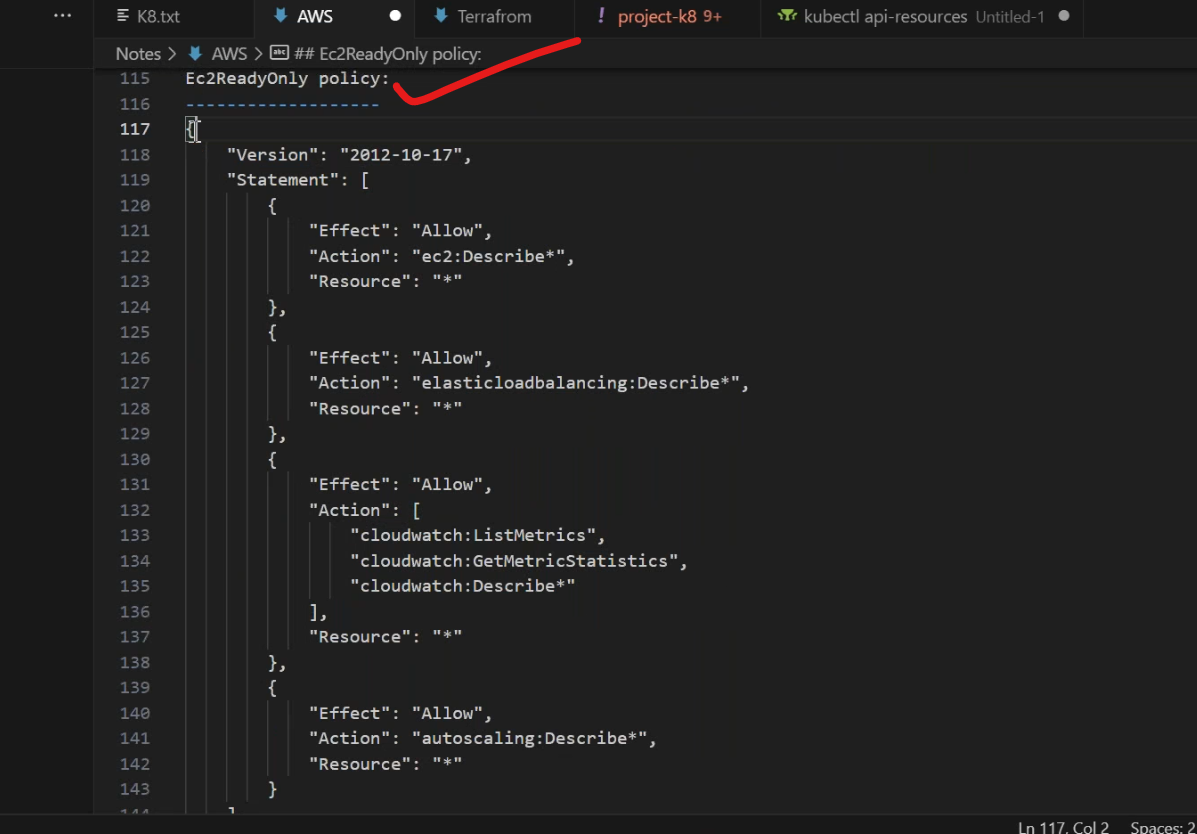 K8.txt
AWS
Terrafrom
! project-k8 9+
kubectl api-resources Untitled-1
Notes > AWS > abc ## Ec2ReadyOnly policy:
115 Ec2ReadyOnly policy:
116 -------------------
117 {
118 "Version": "2012-10-17",
119 "Statement": [
120 {
121 "Effect": "Allow",
122 "Action": "ec2:Describe*",
123 "Resource": "*"
124 },
125 {
126 "Effect": "Allow",
127 "Action": "elasticloadbalancing:Describe*",
128 "Resource": "*"
129 },
130 {
131 "Effect": "Allow",
132 "Action": [
133 "cloudwatch:ListMetrics",
134 "cloudwatch:GetMetricStatistics",
135 "cloudwatch:Describe*"
136 ],
137 "Resource": "*"
138 },
139 {
140 "Effect": "Allow",
141 "Action": "autoscaling:Describe*",
142 "Resource": "*"
143 }
144 ]
Ln 117, Col 2 Spaces: 2